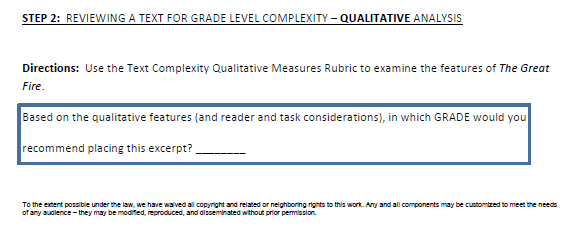 STEP 2: REVIEWING A TEXT FOR GRADE LEVEL COMPLEXITY – QUALITATIVE ANALYSIS
Directions: Use the Text Complexity Qualitative Measures Rubric to examine the features of The Great
Fire.
Based on the qualitative features (and reader and task considerations), in which GRADE would you
recommend placing this excerpt? ________
To the extent possible under the law, we have waived all copyright and related or neighboring rights to this work. Any and all components may be customized to meet the needs
of any audience – they may be modified, reproduced, and disseminated without prior permission.